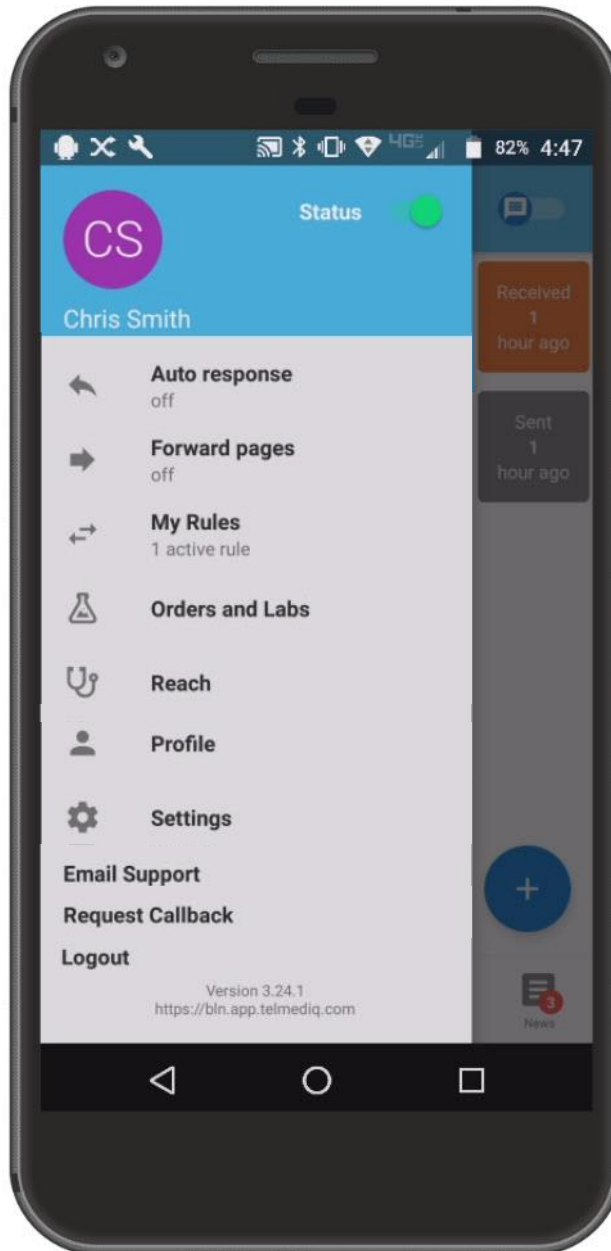 4G
82% 4:47
CS
Status
Chris Smith
Received
1
hour ago
Auto response
off
Forward pages
off
Sent
1
hour ago
My Rules
1 active rule
Orders and Labs
Reach
Profile
Settings
Email Support
Request Callback
Logout
Version 3.24.1
https://bln.app.telmediq.com
3
News